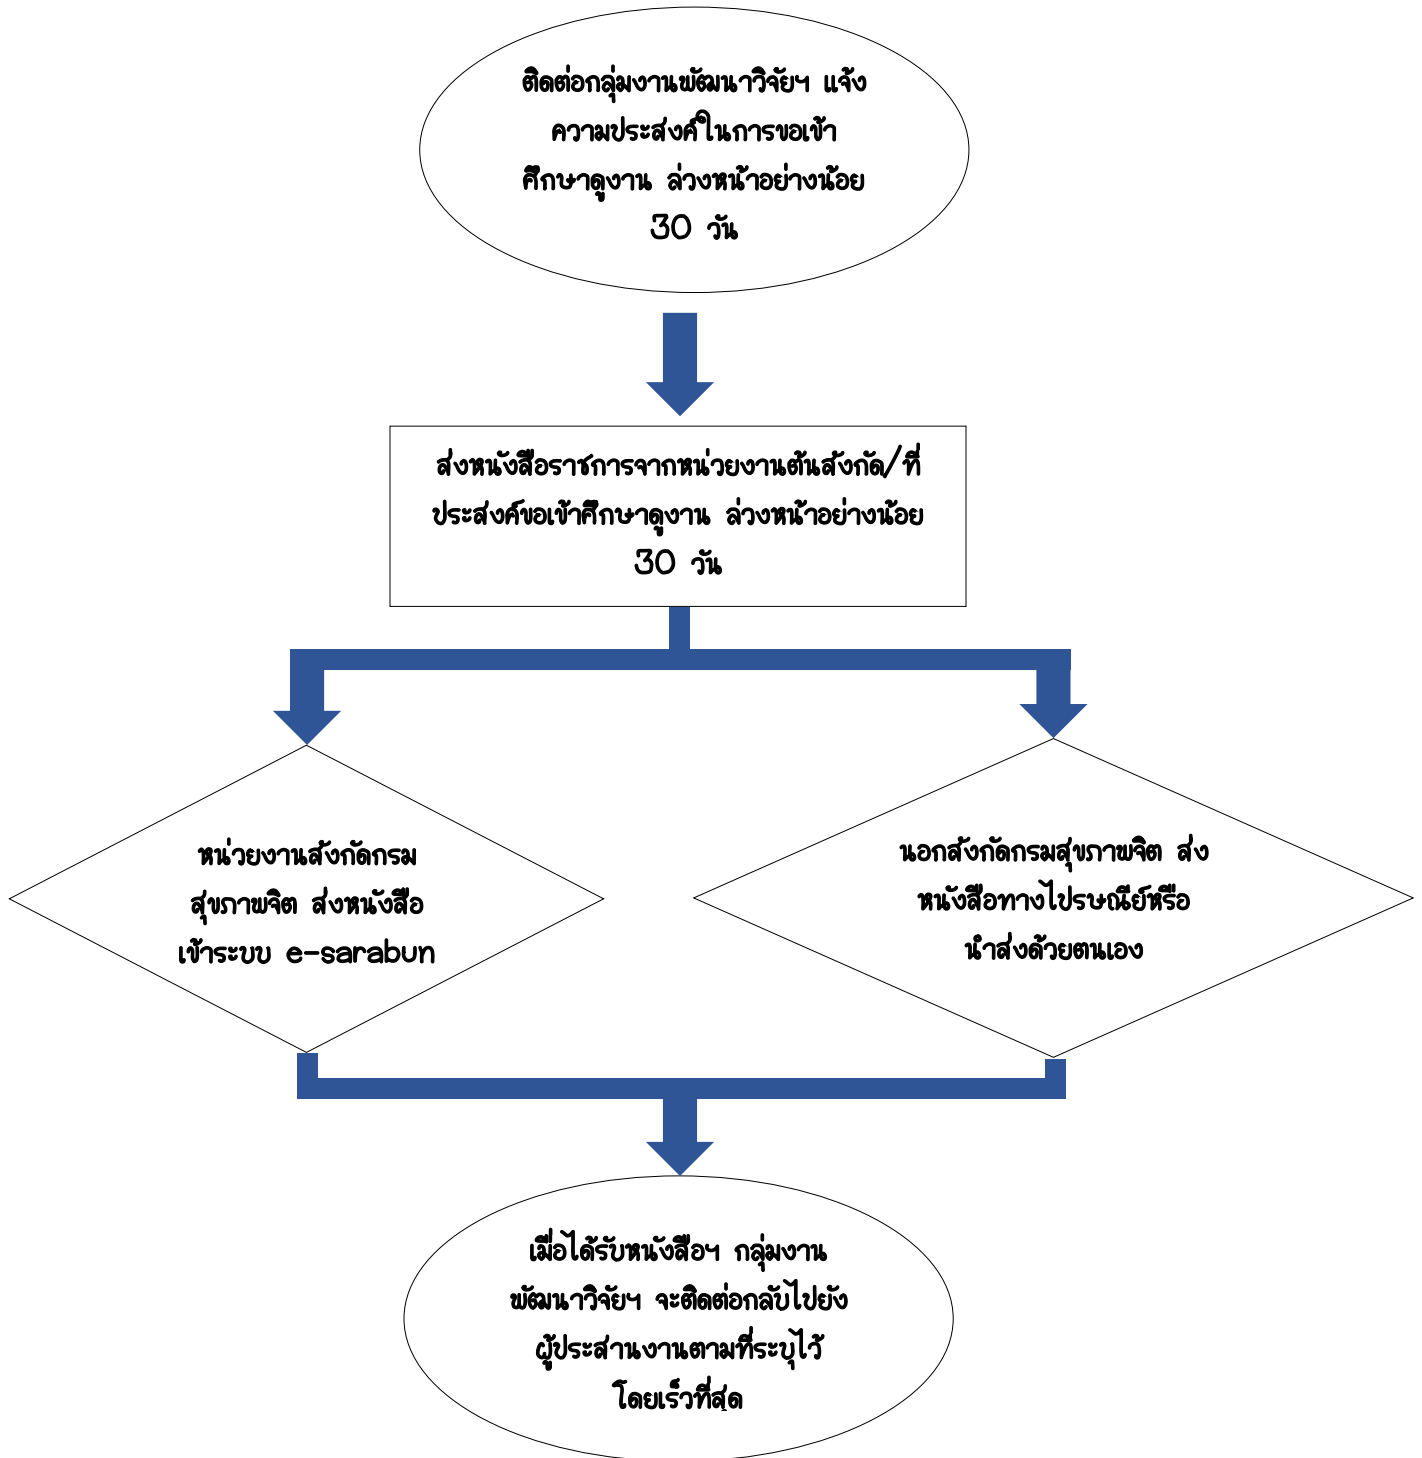 ติดต่อกลุ่มงานพัฒนาวิจัยฯ แจ้ง
ความประสงค์ในการขอเข้า
ศึกษาดูงาน ล่วงหน้าอย่างน้อย
30 วัน
ส่งหนังสือราชการจากหน่วยงานต้นสังกัด/ที่
ประสงค์ขอเข้าศึกษาดูงาน ล่วงหน้าอย่างน้อย
30 วัน
หน่วยงานสังกัดกรม
สุขภาพจิต ส่งหนังสือ
เข้าระบบ e-sarabun
นอกสังกัดกรมสุขภาพจิต ส่ง
หนังสือทางไปรษณีย์หรือ
นำส่งด้วยตนเอง
เมื่อได้รับหนังสือฯ กลุ่มงาน
พัฒนาวิจัยฯ จะติดต่อกลับไปยัง
ผู้ประสานงานตามที่ระบุไว้
โดยเร็วที่สุด